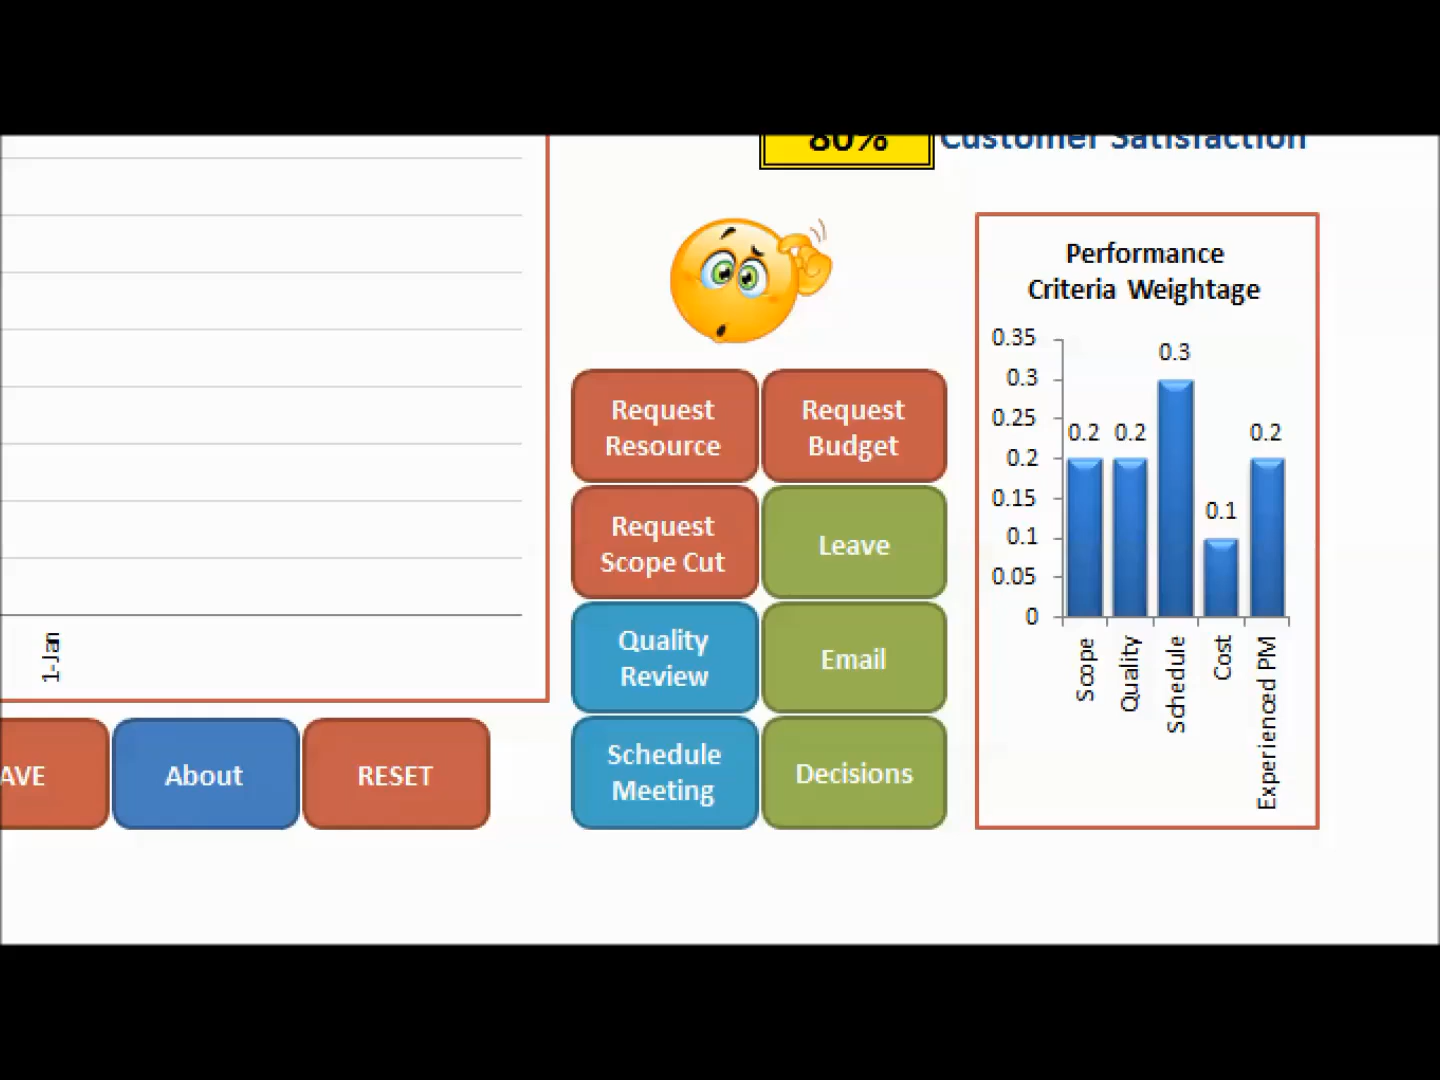 80% Customer Satisfaction
Performance
Criteria Weightage
0.35
0.3
0.25
0.2
0.15
0.1
0.05
0
0.2
0.2
0.3
0.1
0.2
Scope
Quality
Schedule
Cost
Experienced PM
Request
Resource
Request
Budget
Request
Scope Cut
Leave
Quality
Review
Email
Schedule
Meeting
Decisions
1-Jan
AVE
About
RESET